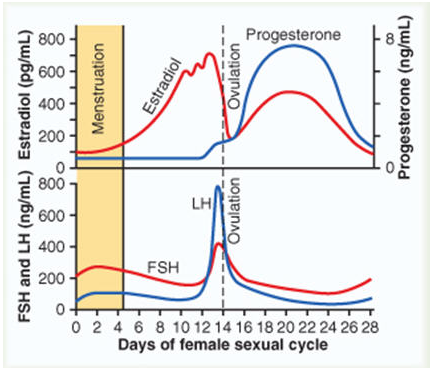 Estradiol (pg/mL)
800
600
400
200
0
Menstruation
Estradiol
Ovulation
Progesterone
8
0
Progesterone (ng/mL)
FSH and LH (ng/mL)
800
600
400
200
0
FSH
LH
Ovulation
0 2 4 6 8 10 12 14 16 18 20 22 24 26 28
Days of female sexual cycle